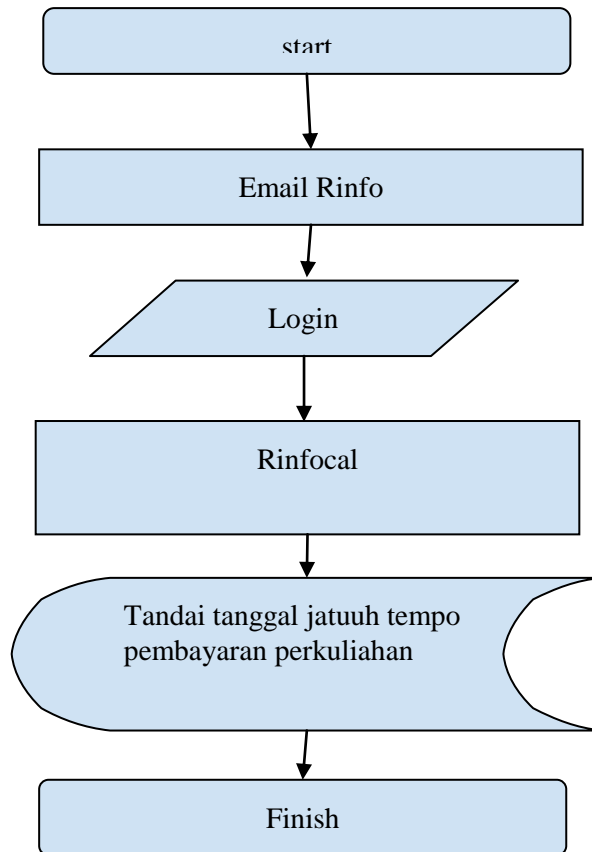 start
Email Rinfo
Login
Rinfocal
Tandai tanggal jatuuh tempo
pembayaran perkuliahan
Finish